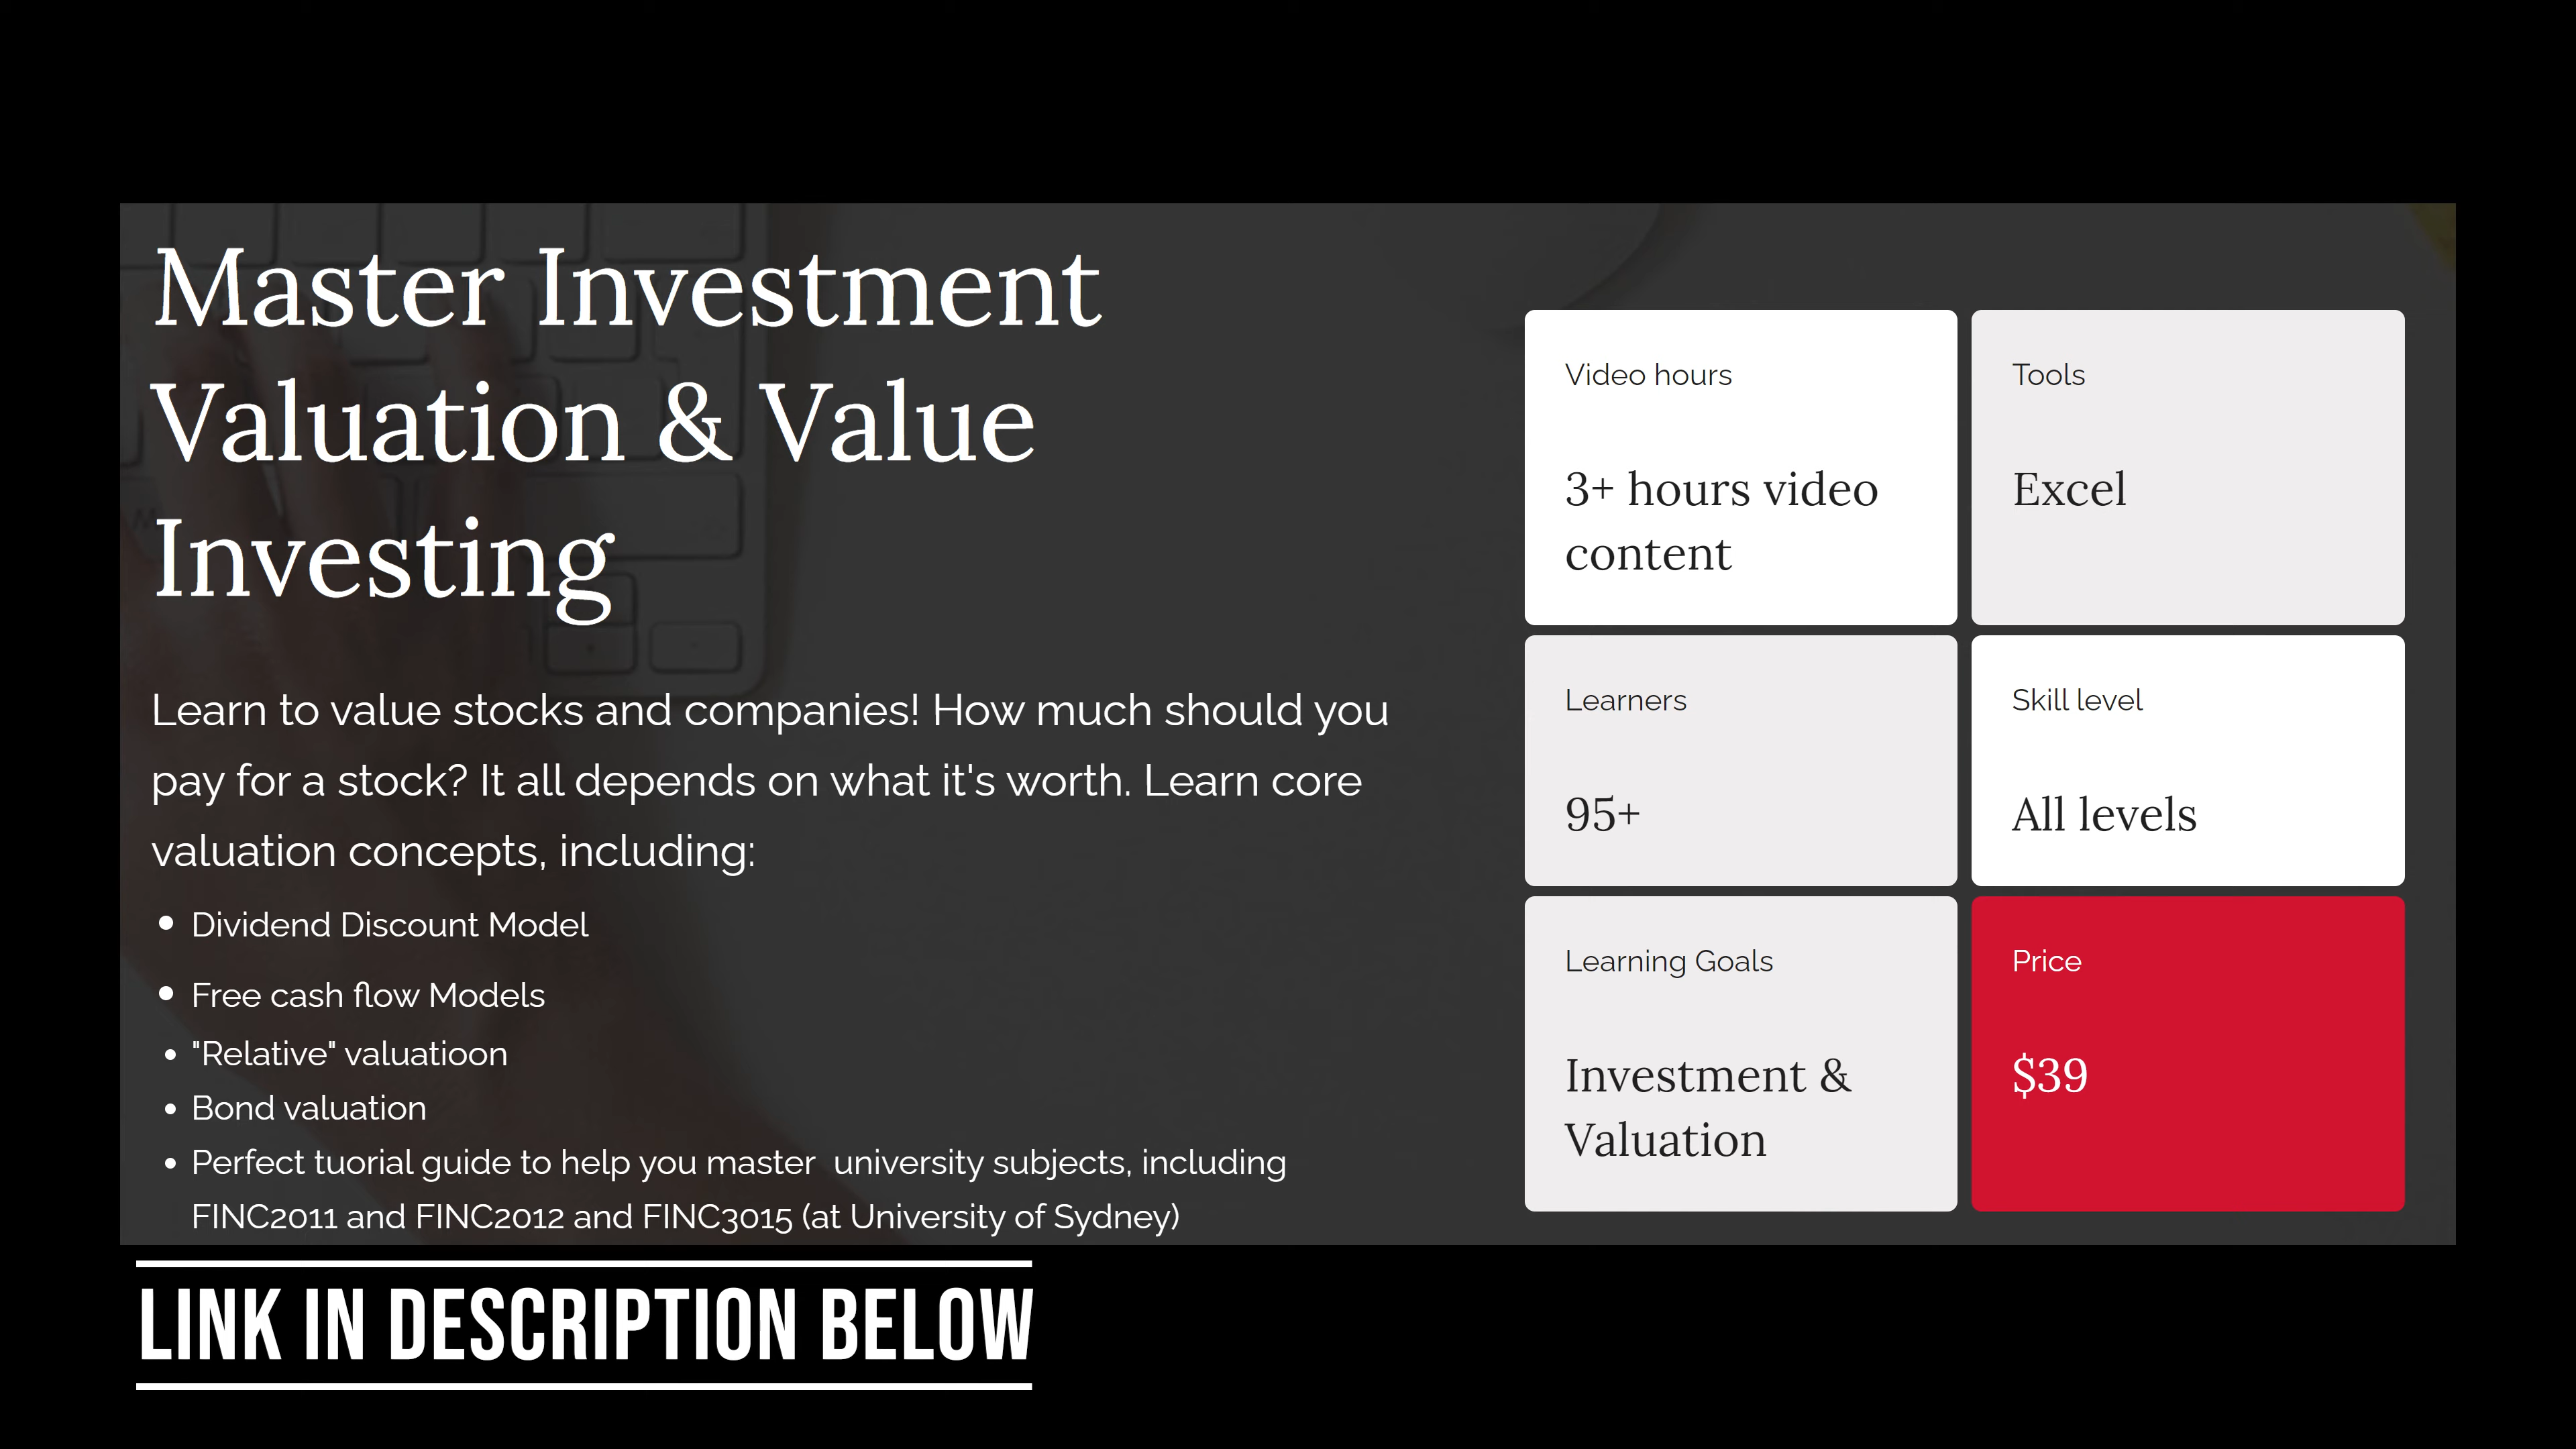 Master Investment
Valuation & Value
Investing
Learn to value stocks and companies! How much should you
pay for a stock? It all depends on what it's worth. Learn core
valuation concepts, including:
Dividend Discount Model
Free cash flow Models
"Relative" valuatioon
Bond valuation
Perfect tuorial guide to help you master university subjects, including
FINC2011 and FINC2012 and FINC3015 (at University of Sydney)
Video hours
3+ hours video
content
Tools
Excel
Learners
95+
Skill level
All levels
Learning Goals
Investment &
Valuation
Price
$39
LINK IN DESCRIPTION BELOW